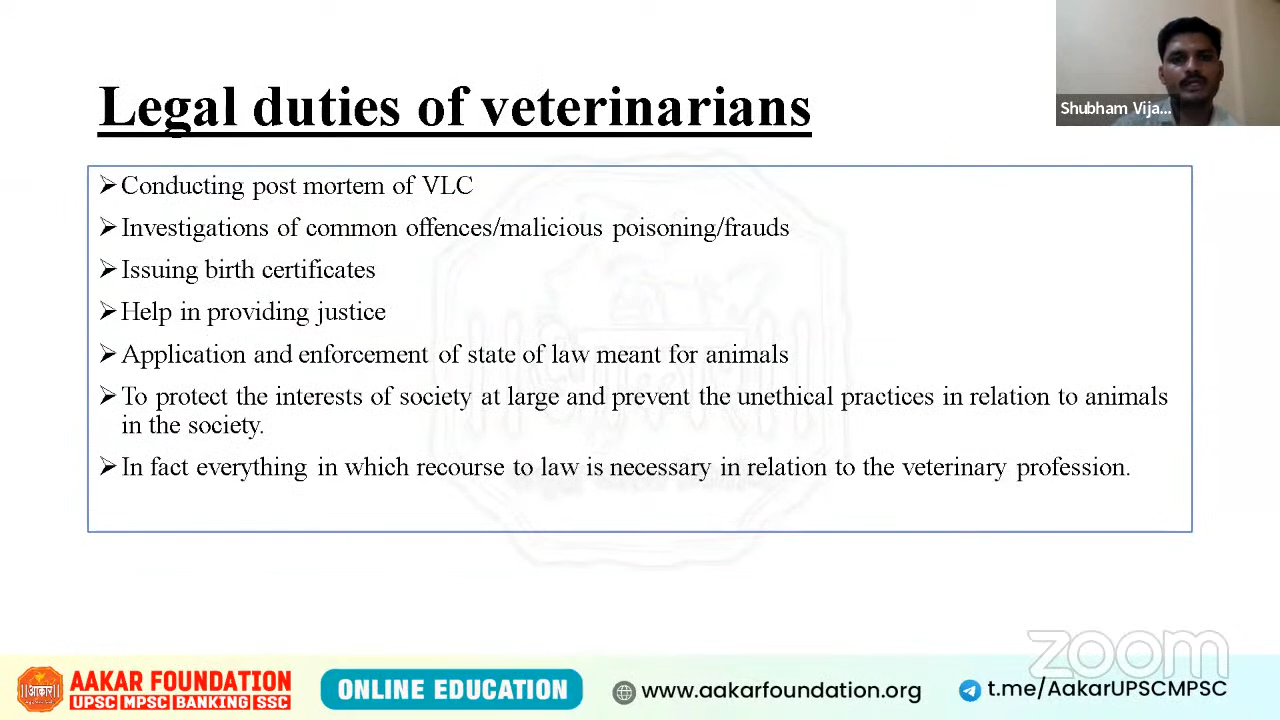 Legal duties of veterinarians
Shubham Vija...
➢Conducting post mortem of VLC
➢Investigations of common offences/malicious poisoning/frauds
➢Issuing birth certificates
➢Help in providing justice
➢Application and enforcement of state of law meant for animals
➢To protect the interests of society at large and prevent the unethical practices in relation to animals
in the society.
➢In fact everything in which recourse to law is necessary in relation to the veterinary profession.
zoom
आकार
AAKAR FOUNDATION
UPSC MPSC BANKING SSC
ONLINE EDUCATION
www.aakarfoundation.org
t.me/AakarUPSCMPSC